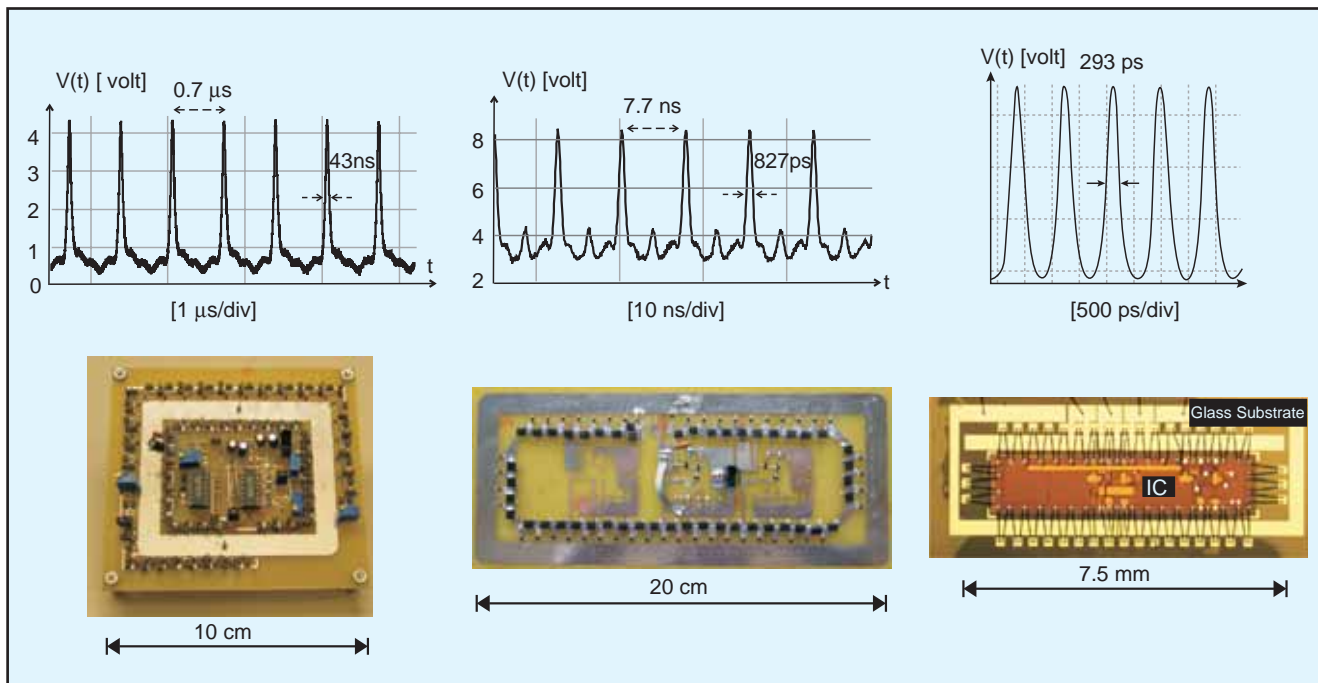 V(t) [ volt]
0.7 μs
4
3
2
1
0
43ns
t
[1 μs/div]
V(t) [volt]
7.7 ns
8
6
4
2
827ps
t
[10 ns/div]
V(t) [volt]
293 ps
[500 ps/div]
10 cm
20 cm
Glass Substrate
IC
7.5 mm